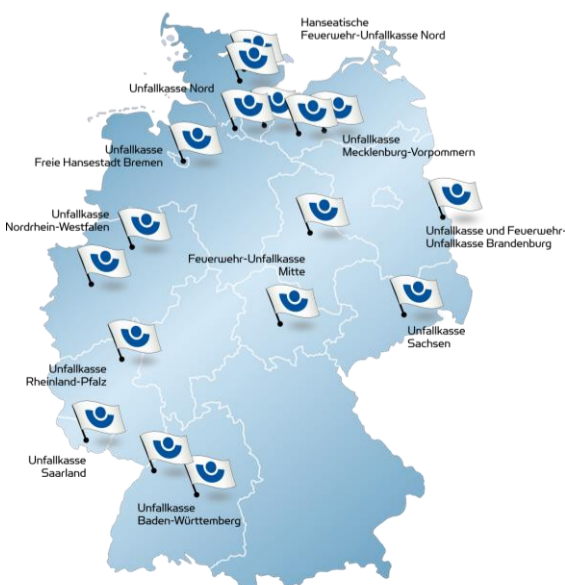 Hanseatische
Feuerwehr-Unfallkasse Nord
Unfallkasse Nord
Unfallkasse
Freie Hansestadt Bremen
Unfallkasse
Mecklenburg-Vorpommern
Unfallkasse
Nordrhein-Westfalen
Unfallkasse und Feuerwehr-
Unfallkasse Brandenburg
Feuerwehr-Unfallkasse
Mitte
Unfallkasse
Sachsen
Unfallkasse
Rheinland-Pfalz
Unfallkasse
Saarland
Unfallkasse
Baden-Württemberg